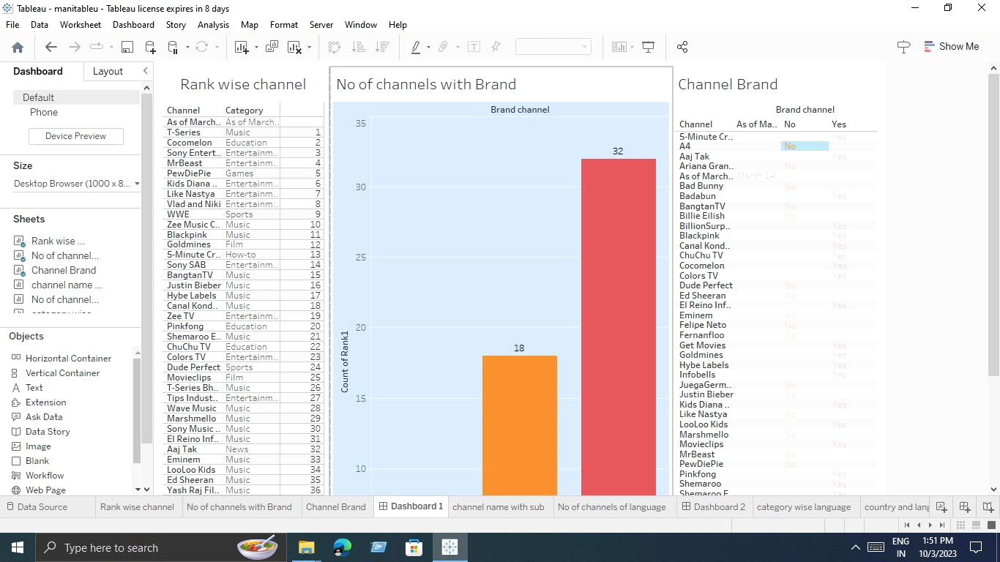 Tableau - manitableu - Tableau license expires in 8 days
File Data Worksheet Dashboard Story Analysis Map Format Server Window Help
Show Me
Dashboard Layout
Default
Phone
Device Preview
Size
Desktop Browser (1000 x 8...
Sheets
Rank wise ...
No of channel...
Channel Brand
channel name ...
No of channel...
Objects
Horizontal Container
Vertical Container
Text
Extension
Ask Data
Data Story
Image
Blank
Workflow
Web Page
Rank wise channel
Channel Category
As of March.. As of March..
T-Series Music 1
Cocomelon Education 2
Sony Entert.. Entertainm.. 3
MrBeast Entertainm.. 4
PewDiePie Games 5
Kids Diana .. Entertainm.. 6
Like Nastya Entertainm.. 7
Vlad and Niki Entertainm.. 8
WWE Sports 9
Zee Music C.. Music 10
Blackpink Music 11
Goldmines Film 12
5-Minute Cr.. How-to 13
Sony SAB Entertainm.. 14
BangtanTV Music 15
Justin Bieber Music 16
Hybe Labels Music 17
Canal Kond.. Music 18
Zee TV Entertainm.. 19
Pinkfong Education 20
Shemaroo E.. Music 21
ChuChu TV Education 22
Colors TV Entertainm.. 23
Dude Perfect Sports 24
Movieclips Film 25
T-Series Bh.. Music 26
Tips Indust.. Entertainm.. 27
Wave Music Music 28
Marshmello Music 29
Sony Music .. Music 30
El Reino Inf.. Music 31
Aaj Tak News 32
Eminem Music 33
LooLoo Kids Music 34
Ed Sheeran Music 35
Yash Raj Fil.. Music 36
No of channels with Brand
Brand channel
35
32
30
25
20
18
15
10
Count of Rank1
Channel Brand
Brand channel
Channel As of Ma.. No Yes
5-Minute Cr.. Yes
A4 No
Aaj Tak Yes
Ariana Gran.. No
As of March.. March 14,
Bad Bunny No
Badabun Yes
BangtanTV No
Billie Eilish No
BillionSurp.. Yes
Blackpink Yes
Canal Kond.. Yes
ChuChu TV Yes
Cocomelon Yes
Colors TV Yes
Dude Perfect No
Ed Sheeran No
El Reino Inf.. Yes
Eminem No
Felipe Neto No
Fernanfloo No
Get Movies Yes
Goldmines Yes
Hybe Labels Yes
Infobells Yes
JuegaGerm.. No
Justin Bieber No
Kids Diana .. Yes
Like Nastya No
LooLoo Kids Yes
Marshmello No
Movieclips Yes
MrBeast No
PewDiePie No
Pinkfong Yes
Shemaroo Yes
Shemaroo E Yes
Data Source Rank wise channel No of channels with Brand Channel Brand Dashboard 1 channel name with sub No of channels of language Dashboard 2 category wise language country and lang
Type here to search
ENG
IN
1:51 PM
10/3/2023